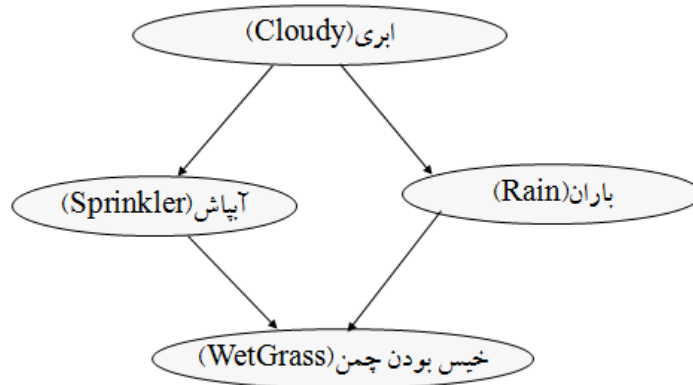 ابری(Cloudy)
آبپاش(Sprinkler)
باران(Rain)
خیس بودن چمن(WetGrass)